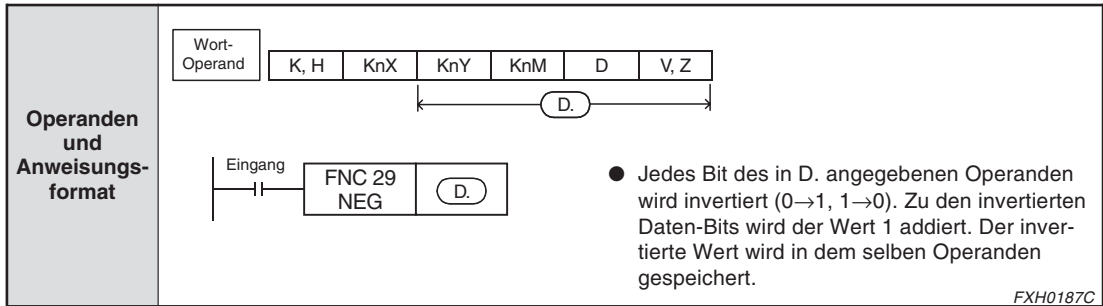 Operanden
und
Anweisungs-
format
Wort-
Operand
K, H KnX KnY KnM D V, Z
D.
Eingang
FNC 29
NEG
D.
● Jedes Bit des in D. angegebenen Operanden
wird invertiert (0→1, 1→0). Zu den invertierten
Daten-Bits wird der Wert 1 addiert. Der inver-
tierte Wert wird in dem selben Operanden
gespeichert.
FXH0187C